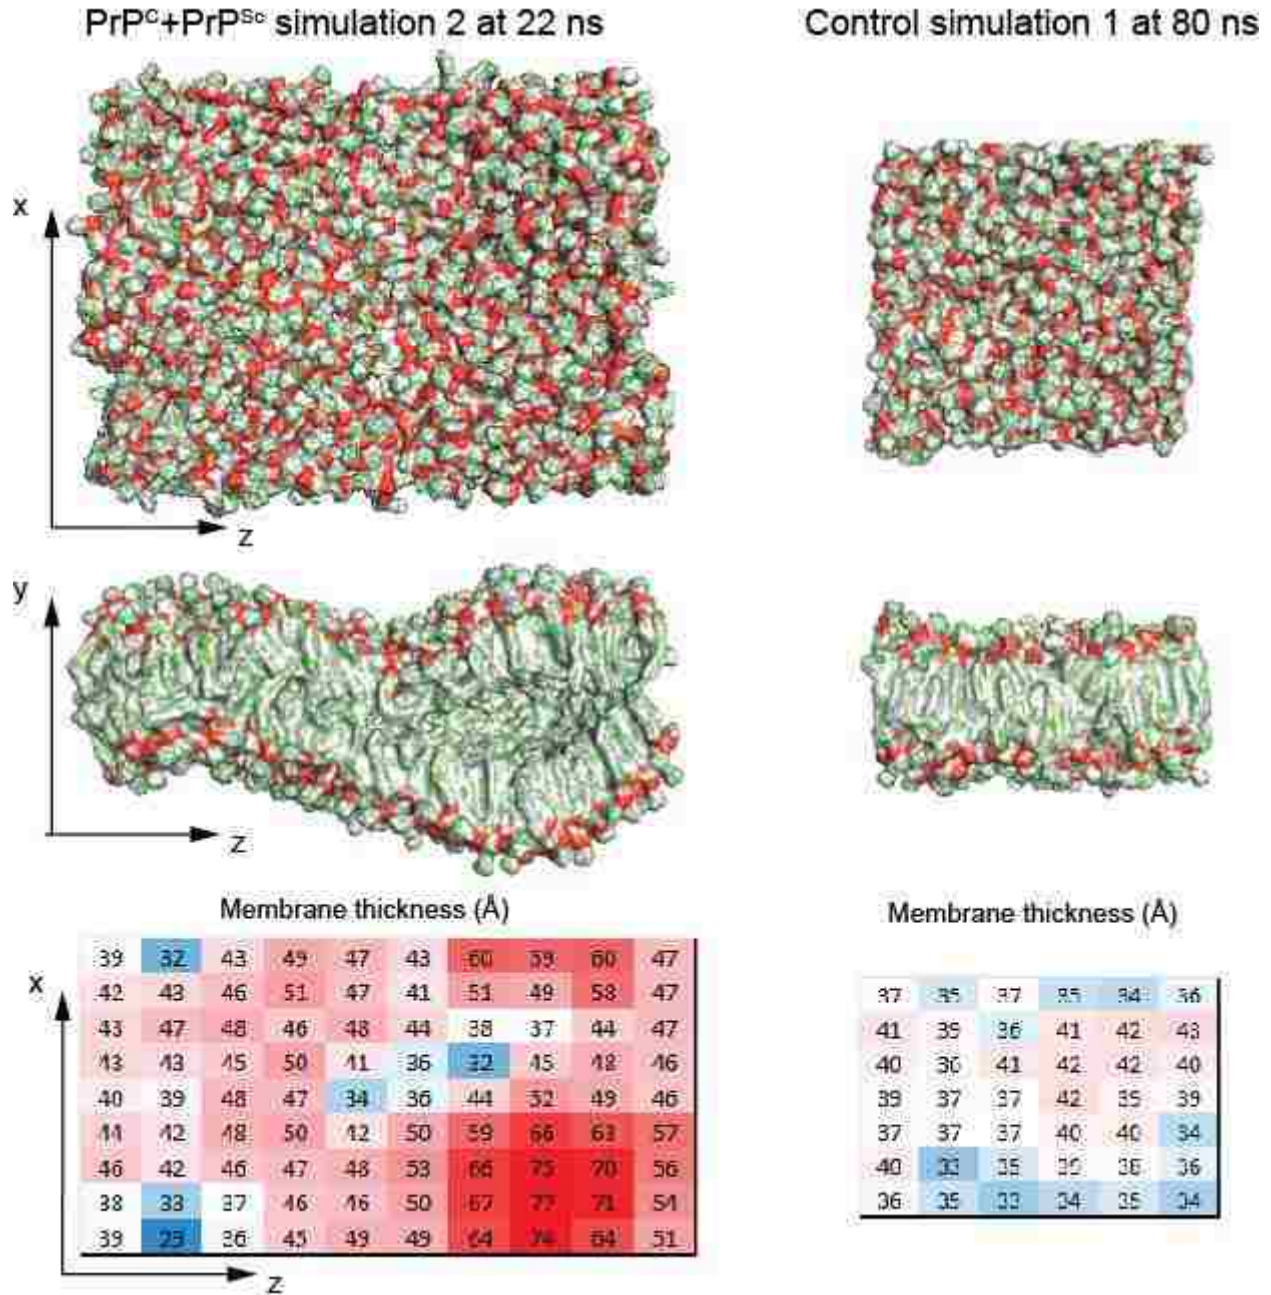 PrPᶜ+PrPˢᶜ simulation 2 at 22 ns
Control simulation 1 at 80 ns
x
z
y
z
Membrane thickness (Å)
Membrane thickness (Å)
x
39 32 43 49 47 43 60 59 60 47
42 43 46 51 47 41 51 49 58 47
43 47 48 46 48 44 38 37 44 47
43 43 45 50 41 36 32 45 48 46
40 39 48 47 34 36 44 52 49 46
44 42 48 50 42 50 59 66 63 57
46 42 46 47 48 53 66 75 70 56
38 33 37 46 46 50 67 77 71 54
39 36 45 49 49 64 74 64 51
z
37 35 37 35 34 36
41 39 36 41 42 43
40 36 41 42 42 40
39 37 37 42 39 39
37 37 37 40 40 34
40 33 35 36
36 35 33 34 35 34